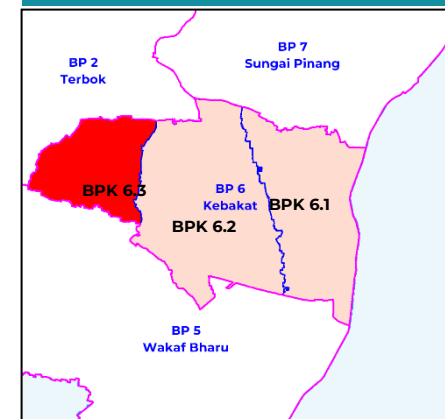 BP 7
Sungai Pinang
BP 2
Terbok
BPK 6.3
BP 6
Kebakat
BPK 6.1
BPK 6.2
BP 5
Wakaf Bharu